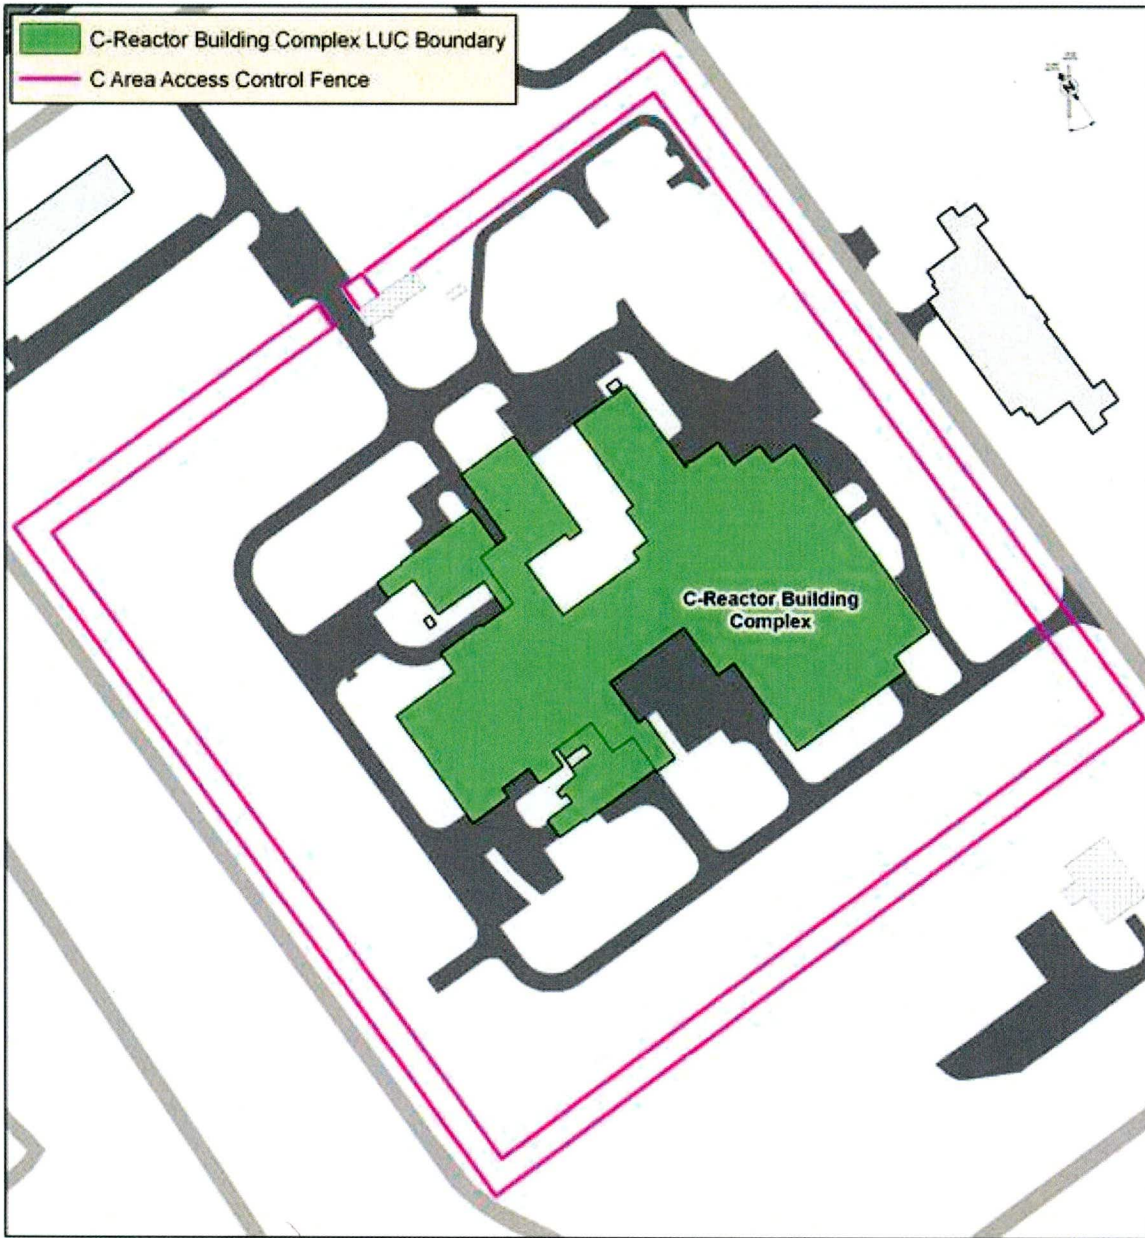 C-Reactor Building Complex LUC Boundary
C Area Access Control Fence
C-Reactor Building
Complex